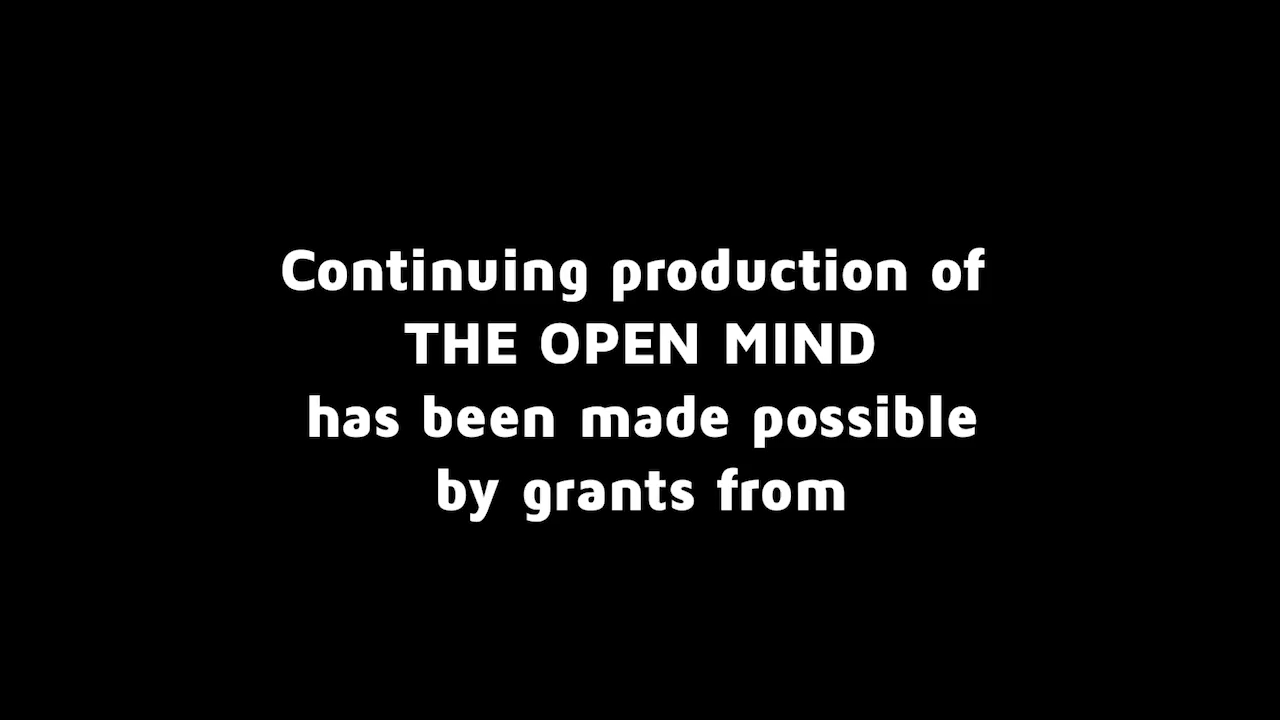 Continuing production of
THE OPEN MIND
has been made possible
by grants from